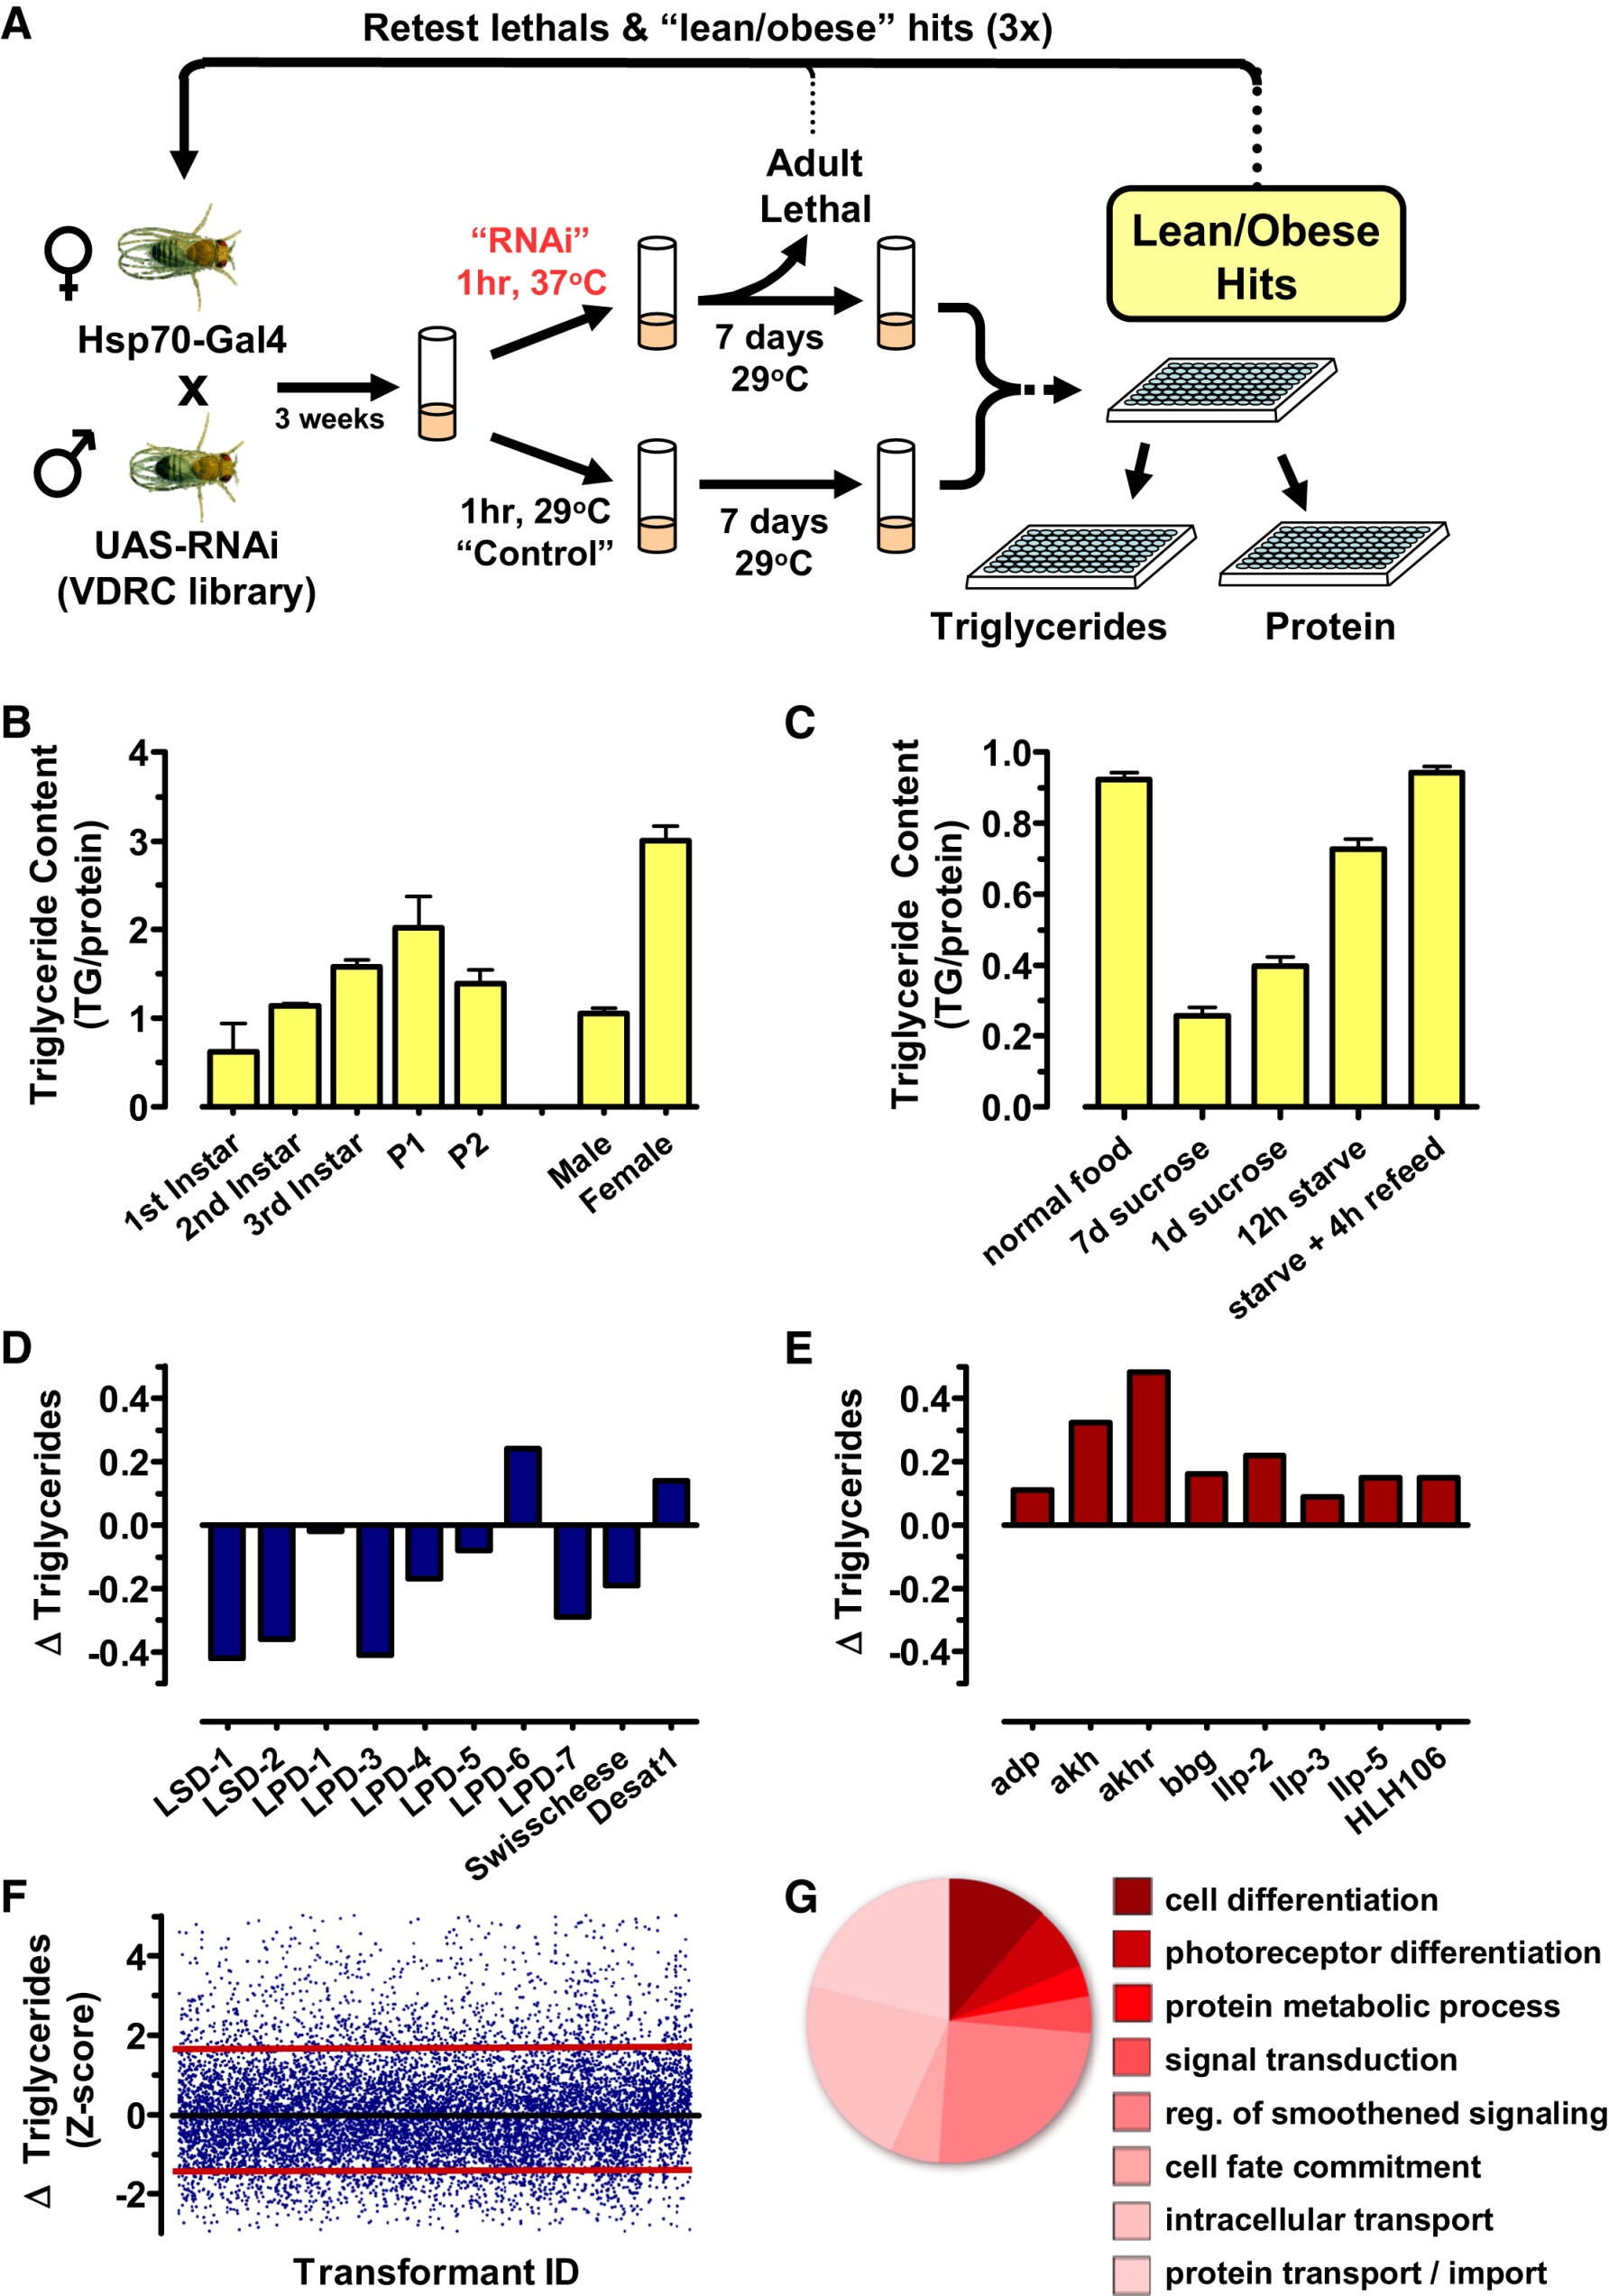 A
Retest lethals & “lean/obese” hits (3x)
Adult
Lethal
Lean/Obese
Hits
“RNAi”
1hr, 37ºC
Hsp70-Gal4
x
3 weeks
7 days
29ºC
1hr, 29ºC
“Control”
7 days
29ºC
UAS-RNAi
(VDRC library)
Triglycerides
Protein
B
Triglyceride Content
(TG/protein)
4
3
2
1
0
1st Instar
2nd Instar
3rd Instar
P1
P2
Male
Female
C
Triglyceride Content
(TG/protein)
1.0
0.8
0.6
0.4
0.2
0.0
normal food
7d sucrose
1d sucrose
12h starve
starve + 4h refeed
D
Δ Triglycerides
0.4
0.2
0.0
-0.2
-0.4
LSD-1
LSD-2
LPD-1
LPD-3
LPD-4
LPD-5
LPD-6
LPD-7
Swisscheese
Desat1
E
Δ Triglycerides
0.4
0.2
0.0
-0.2
-0.4
adp
akh
akhr
bbg
Ilp-2
Ilp-3
Ilp-5
HLH106
F
Δ Triglycerides
(Z-score)
4
2
0
-2
Transformant ID
G
cell differentiation
photoreceptor differentiation
protein metabolic process
signal transduction
reg. of smoothened signaling
cell fate commitment
intracellular transport
protein transport / import